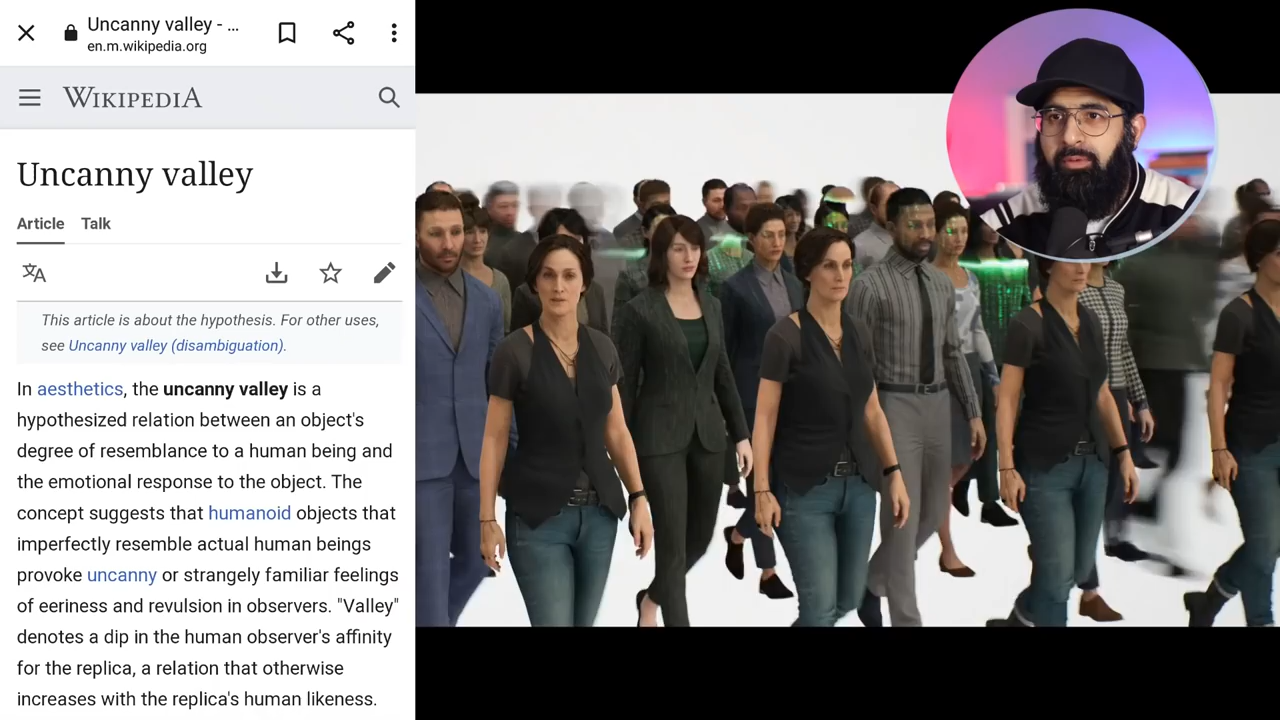 Uncanny valley - ...
en.m.wikipedia.org
WIKIPEDIA
Uncanny valley
Article Talk
This article is about the hypothesis. For other uses,
see Uncanny valley (disambiguation).
In aesthetics, the uncanny valley is a
hypothesized relation between an object's
degree of resemblance to a human being and
the emotional response to the object. The
concept suggests that humanoid objects that
imperfectly resemble actual human beings
provoke uncanny or strangely familiar feelings
of eeriness and revulsion in observers. "Valley"
denotes a dip in the human observer's affinity
for the replica, a relation that otherwise
increases with the replica's human likeness.